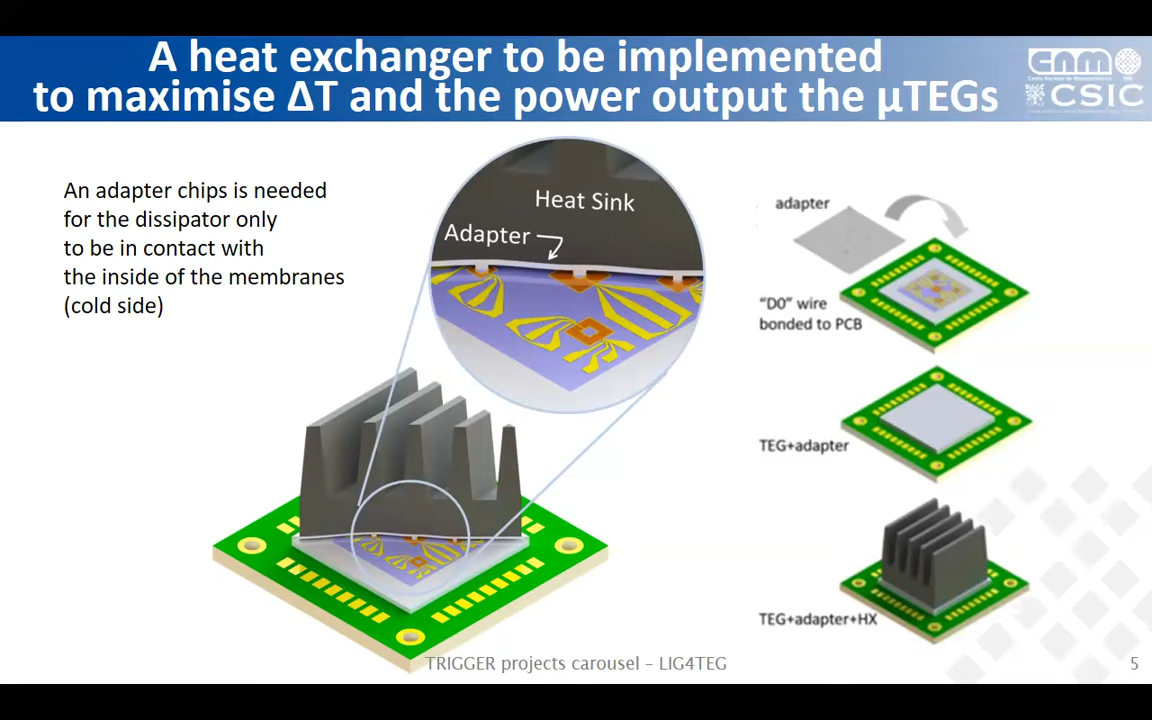 A heat exchanger to be implemented
to maximise ΔT and the power output the µTEGs
CSIC
An adapter chips is needed
for the dissipator only
to be in contact with
the inside of the membranes
(cold side)
Heat Sink
Adapter
adapter
“D0” wire
bonded to PCB
TEG+adapter
TEG+adapter+HX
TRIGGER projects carousel – LIG4TEG
5